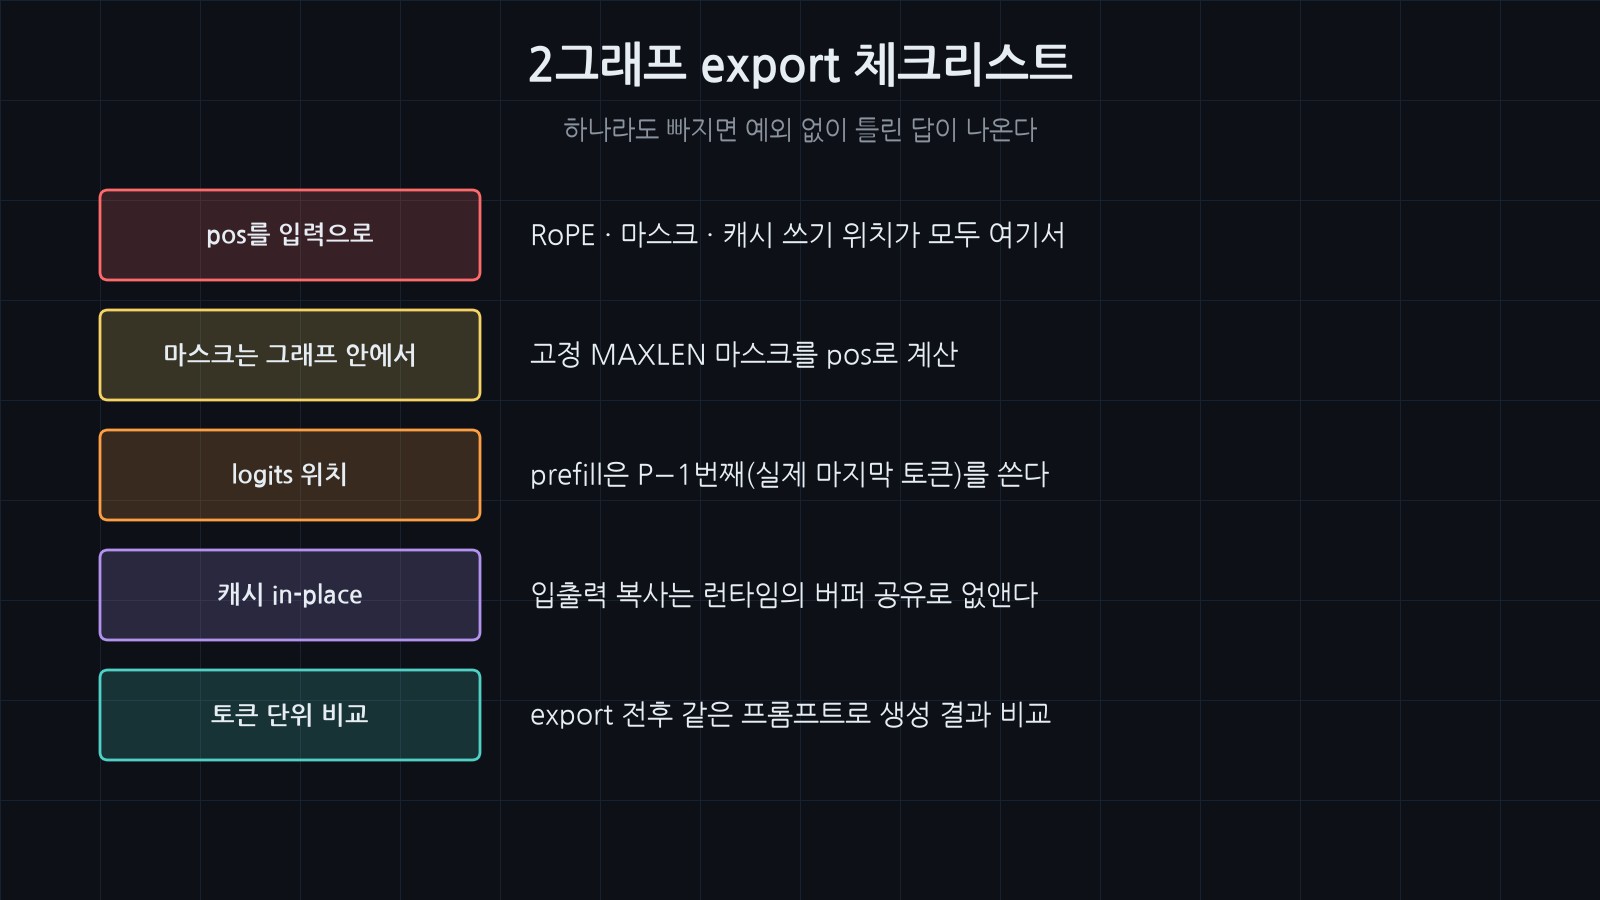 2그래프 export 체크리스트
하나라도 빠지면 예외 없이 틀린 답이 나온다
pos를 입력으로
RoPE · 마스크 · 캐시 쓰기 위치가 모두 여기서
마스크는 그래프 안에서
고정 MAXLEN 마스크를 pos로 계산
logits 위치
prefill은 P−1번째(실제 마지막 토큰)를 쓴다
캐시 in-place
입출력 복사는 런타임의 버퍼 공유로 없앤다
토큰 단위 비교
export 전후 같은 프롬프트로 생성 결과 비교